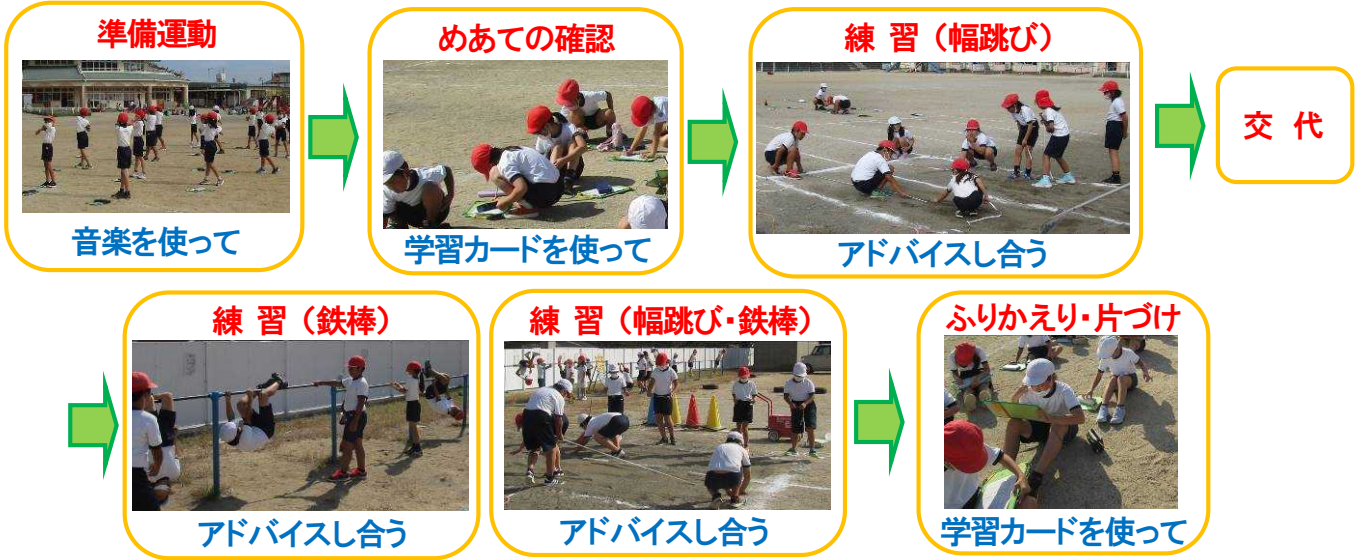 準備運動
音楽を使って
めあての確認
学習カードを使って
練 習（幅跳び）
アドバイスし合う
交 代
練 習（鉄棒）
アドバイスし合う
練 習（幅跳び・鉄棒）
アドバイスし合う
ふりかえり・片づけ
学習カードを使って